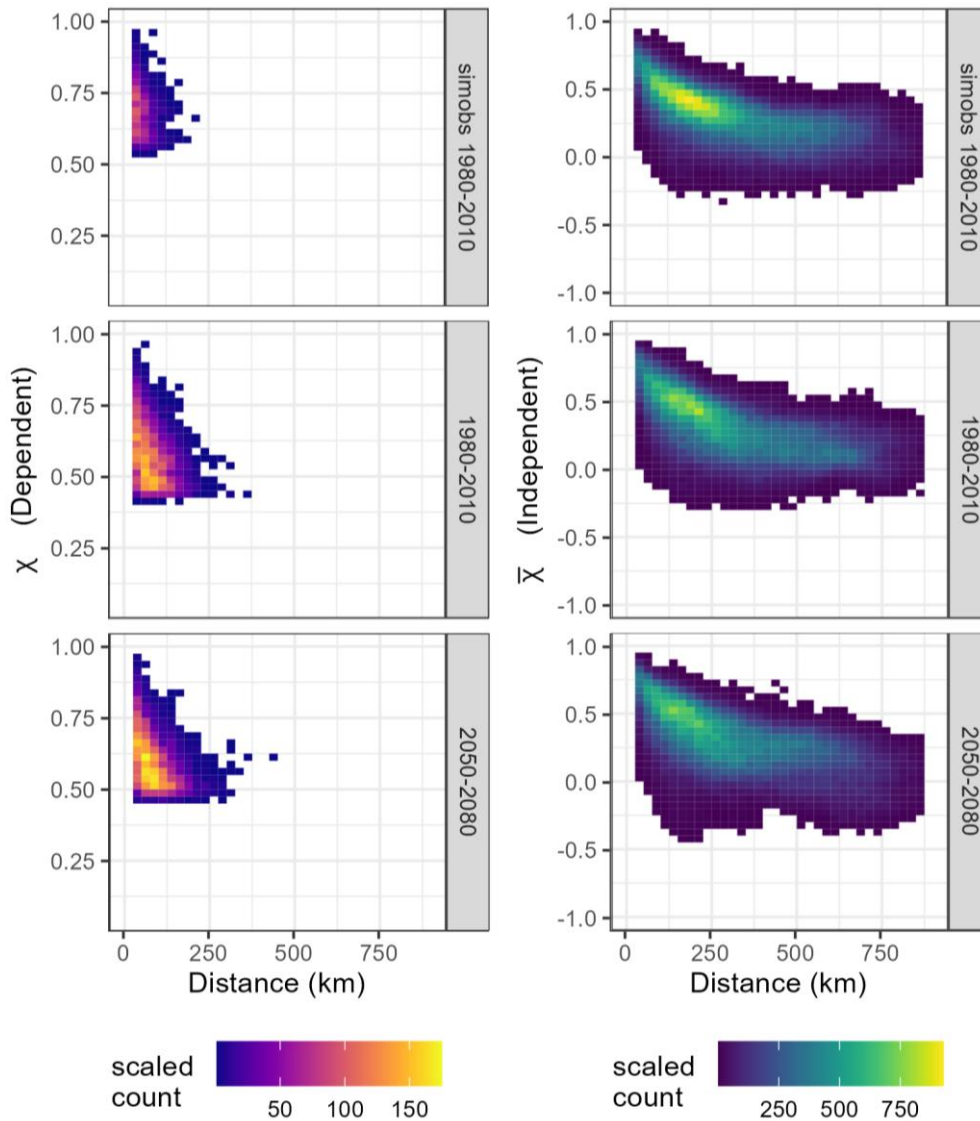 χ (Dependent)
1.00
0.75
0.50
0.25
simobs 1980-2010
1.00
0.75
0.50
0.25
1980-2010
1.00
0.75
0.50
0.25
2050-2080
0 250 500 750
Distance (km)
scaled
count
50 100 150
χ̅ (Independent)
1.0
0.5
0.0
-0.5
-1.0
simobs 1980-2010
1.0
0.5
0.0
-0.5
-1.0
1980-2010
1.0
0.5
0.0
-0.5
-1.0
2050-2080
0 250 500 750
Distance (km)
scaled
count
250 500 750